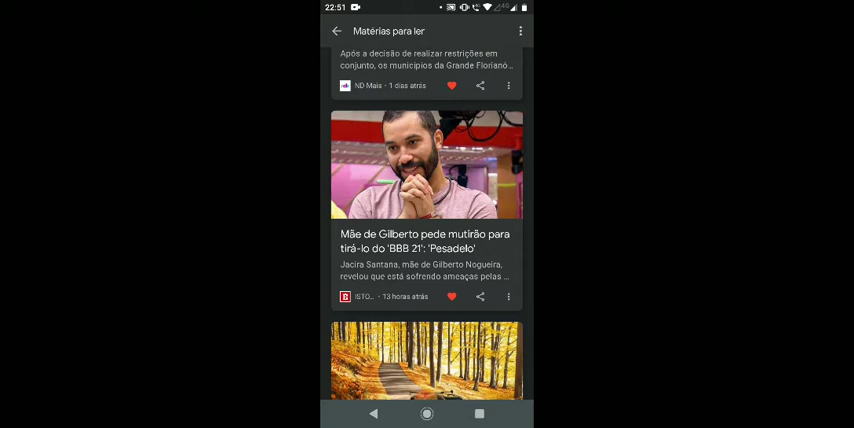 22:51
4G
Matérias para ler
Após a decisão de realizar restrições em
conjunto, os municípios da Grande Florianó...
ND Mais - 1 dias atrás
Mãe de Gilberto pede mutirão para
tirá-lo do 'BBB 21': 'Pesadelo'
Jacira Santana, mãe de Gilberto Nogueira,
revelou que está sofrendo ameaças pelas ...
ISTO... - 13 horas atrás